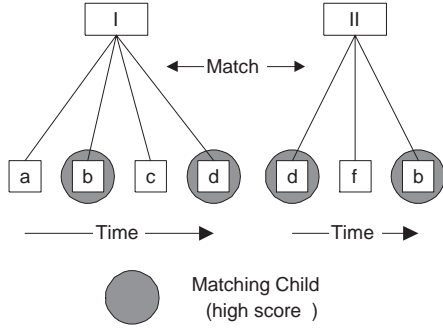 I II
Match
a b c d d f b
Time Time
Matching Child
(high score )